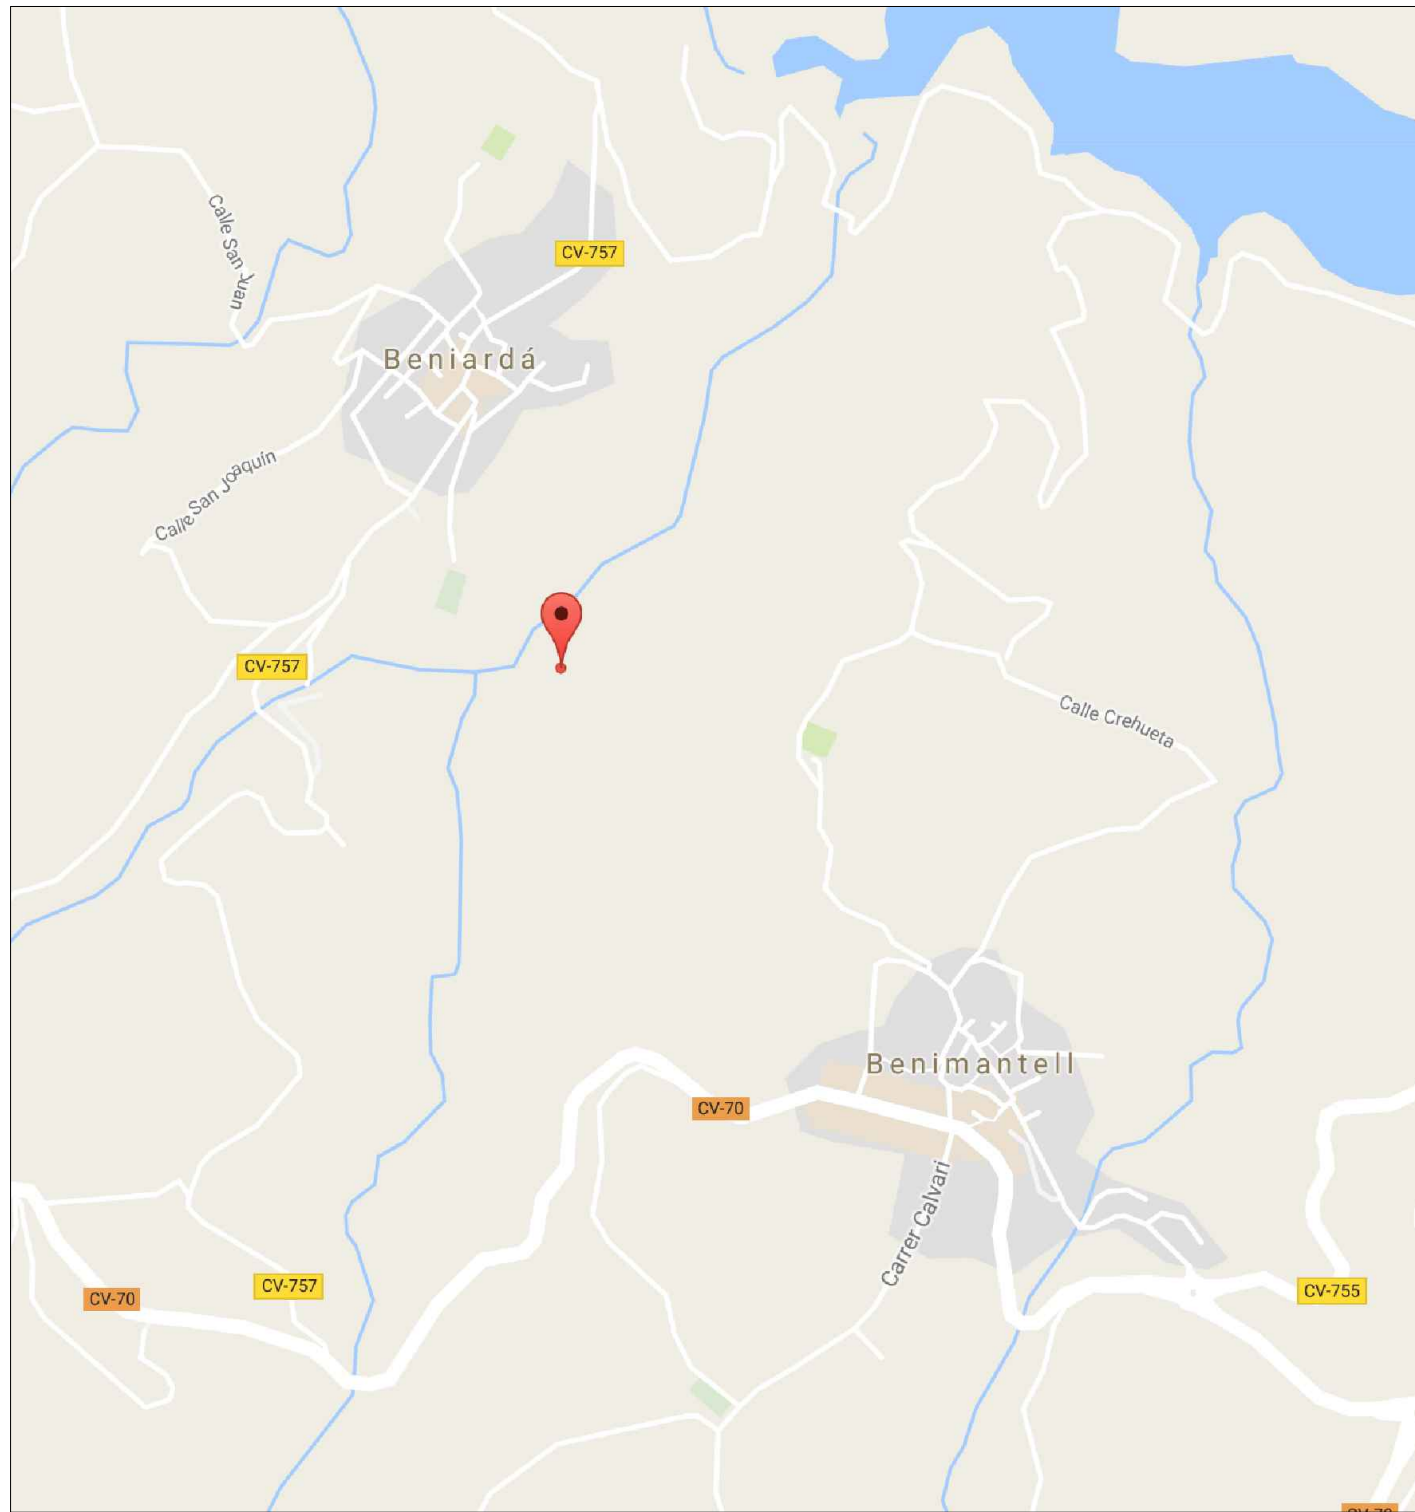 Calle San Juan
CV-757
Beniardá
Calle San Joaquín
CV-757
Calle Crehueta
Benimantell
CV-70
Carrer Calvari
CV-757
CV-755
CV-70